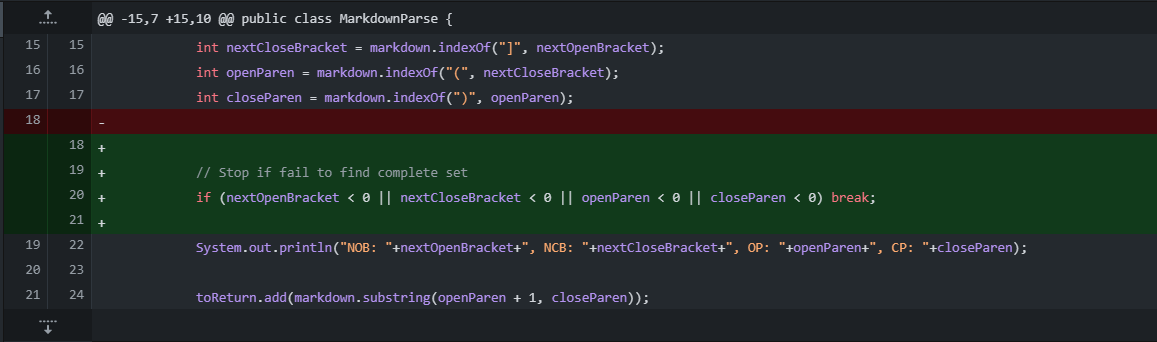 @@ -15,7 +15,10 @@ public class MarkdownParse {
15 15 int nextCloseBracket = markdown.indexOf("]", nextOpenBracket);
16 16 int openParen = markdown.indexOf("(", nextCloseBracket);
17 17 int closeParen = markdown.indexOf(")", openParen);
18 -
18 +
19 + // Stop if fail to find complete set
20 + if (nextOpenBracket < 0 || nextCloseBracket < 0 || openParen < 0 || closeParen < 0) break;
21 +
19 22 System.out.println("NOB: "+nextOpenBracket+", NCB: "+nextCloseBracket+", OP: "+openParen+", CP: "+closeParen);
20 23
21 24 toReturn.add(markdown.substring(openParen + 1, closeParen));